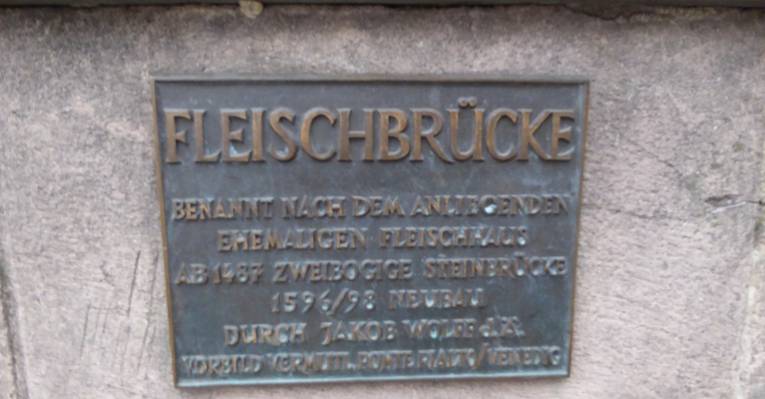 FLEISCHBRÜCKE
BENANNT NACH DEM ANLIEGENDEN
EHEMALIGEN FLEISCHHAUS
AB 1487 ZWEIBOGIGE STEINBRÜCKE
1596/98 NEUBAU
DURCH JAKOB WOLFF d.Ä.
VORBILD VERMUTL. PONTE RIALTO/VENEDIG